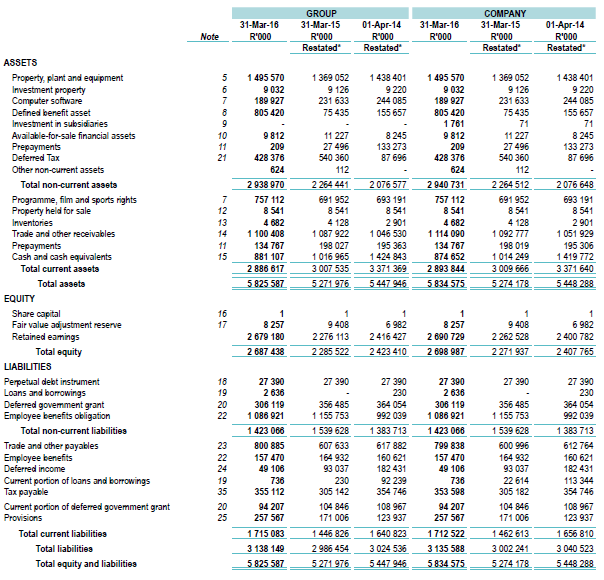 GROUP COMPANY
31-Mar-16 31-Mar-15 01-Apr-14 31-Mar-16 31-Mar-15 01-Apr-14
Note R'000 R'000 R'000 R'000 R'000 R'000
Restated* Restated* Restated* Restated*
ASSETS
Property, plant and equipment 5 1 495 570 1 369 052 1 438 401 1 495 570 1 369 052 1 438 401
Investment property 6 9 032 9 126 9 220 9 032 9 126 9 220
Computer software 7 189 927 231 633 244 085 189 927 231 633 244 085
Defined benefit asset 8 805 420 75 435 155 657 805 420 75 435 155 657
Investment in subsidiaries 9 - - 1 761 71 71
Available-for-sale financial assets 10 9 812 11 227 8 245 9 812 11 227 8 245
Prepayments 11 209 27 496 133 273 209 27 496 133 273
Deferred Tax 21 428 376 540 360 87 696 428 376 540 360 87 696
Other non-current assets 624 112 - 624 112 -
Total non-current assets 2 938 970 2 264 441 2 076 577 2 940 731 2 264 512 2 076 648
Programme, film and sports rights 7 757 112 691 952 693 191 757 112 691 952 693 191
Property held for sale 12 8 541 8 541 8 541 8 541 8 541 8 541
Inventories 13 4 682 4 128 2 901 4 682 4 128 2 901
Trade and other receivables 14 1 100 408 1 087 922 1 046 530 1 114 090 1 092 777 1 051 929
Prepayments 11 134 767 198 027 195 363 134 767 198 019 195 306
Cash and cash equivalents 15 881 107 1 016 965 1 424 843 874 652 1 014 249 1 419 772
Total current assets 2 886 617 3 007 535 3 371 369 2 893 844 3 009 666 3 371 640
Total assets 5 825 587 5 271 976 5 447 946 5 834 575 5 274 178 5 448 288
EQUITY
Share capital 16 1 1 1 1 1 1
Fair value adjustment reserve 17 8 257 9 408 6 982 8 257 9 408 6 982
Retained earnings 2 679 180 2 276 113 2 416 427 2 690 729 2 262 528 2 400 782
Total equity 2 687 438 2 285 522 2 423 410 2 698 987 2 271 937 2 407 765
LIABILITIES
Perpetual debt instrument 18 27 390 27 390 27 390 27 390 27 390 27 390
Loans and borrowings 19 2 636 - 230 2 636 - 230
Deferred government grant 20 306 119 356 485 364 054 306 119 356 485 364 054
Employee benefits obligation 22 1 086 921 1 155 753 992 039 1 086 921 1 155 753 992 039
Total non-current liabilities 1 423 066 1 539 628 1 383 713 1 423 066 1 539 628 1 383 713
Trade and other payables 23 800 885 607 633 617 882 799 838 600 996 612 764
Employee benefits 22 157 470 164 932 160 621 157 470 164 932 160 621
Deferred income 24 49 106 93 037 182 431 49 106 93 037 182 431
Current portion of loans and borrowings 19 736 230 92 239 736 22 614 113 344
Tax payable 35 355 112 305 142 354 746 353 598 305 182 354 746
Current portion of deferred government grant 20 94 207 104 846 108 967 94 207 104 846 108 967
Provisions 25 257 567 171 006 123 937 257 567 171 006 123 937
Total current liabilities 1 715 083 1 446 826 1 640 823 1 712 522 1 462 613 1 656 810
Total liabilities 3 138 149 2 986 454 3 024 536 3 135 588 3 002 241 3 040 523
Total equity and liabilities 5 825 587 5 271 976 5 447 946 5 834 575 5 274 178 5 448 288